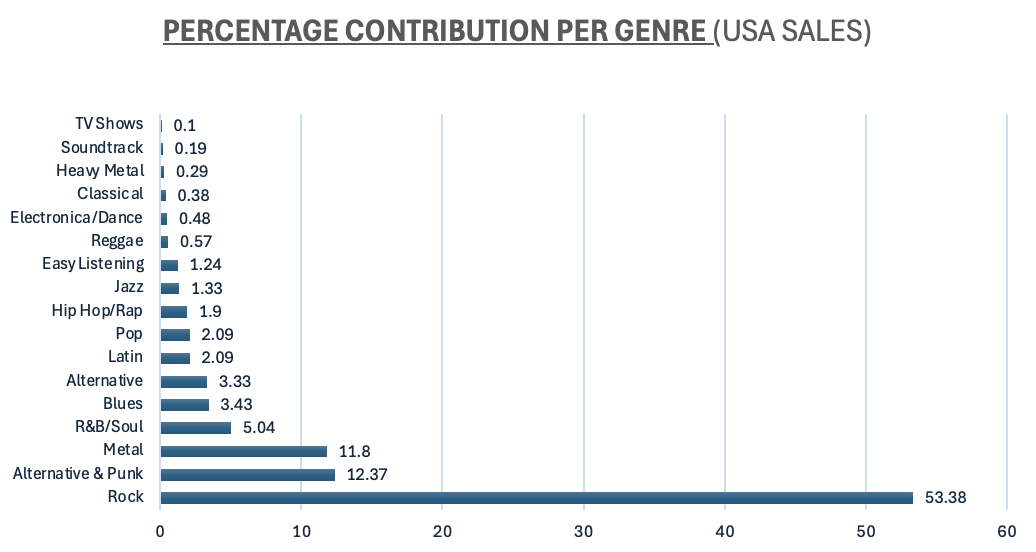 PERCENTAGE CONTRIBUTION PER GENRE (USA SALES)
TV Shows 0.1
Soundtrack 0.19
Heavy Metal 0.29
Classical 0.38
Electronica/Dance 0.48
Reggae 0.57
Easy Listening 1.24
Jazz 1.33
Hip Hop/Rap 1.9
Pop 2.09
Latin 2.09
Alternative 3.33
Blues 3.43
R&B/Soul 5.04
Metal 11.8
Alternative & Punk 12.37
Rock 53.38
0 10 20 30 40 50 60